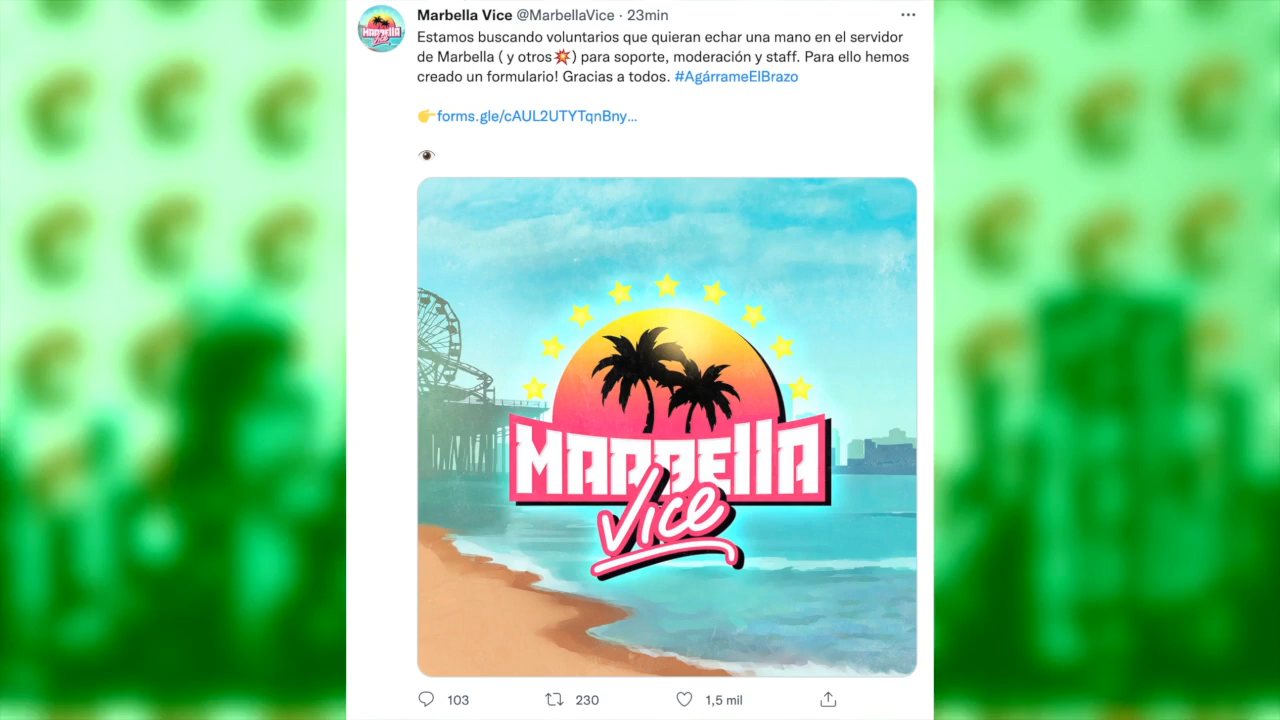 Marbella Vice @MarbellaVice · 23min
Estamos buscando voluntarios que quieran echar una mano en el servidor
de Marbella ( y otros💥) para soporte, moderación y staff. Para ello hemos
creado un formulario! Gracias a todos. #AgárrameElBrazo
👉forms.gle/cAUL2UTYTqnBny...
👁
MARBELLA
Vice
103 230 1,5 mil